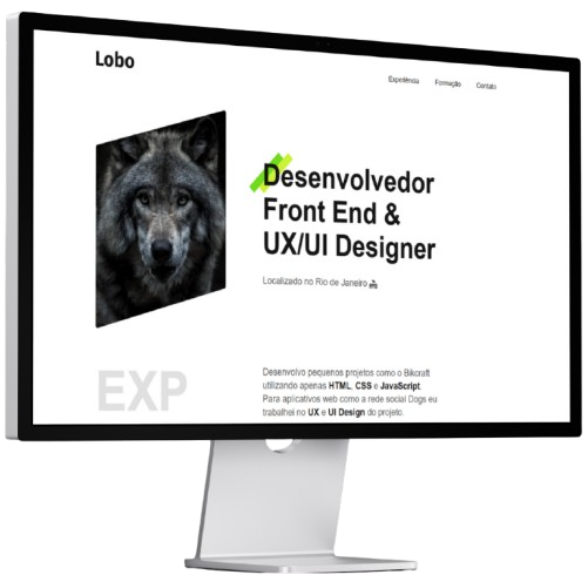 Lobo
Experiência
Formação
Contato
Desenvolvedor
Front End &
UX/UI Designer
Localizado no Rio de Janeiro
EXP
Desenvolvo pequenos projetos como o Bikcraft
utilizando apenas HTML, CSS e JavaScript.
Para aplicativos web como a rede social Dogs eu
trabalhei no UX e UI Design do projeto.